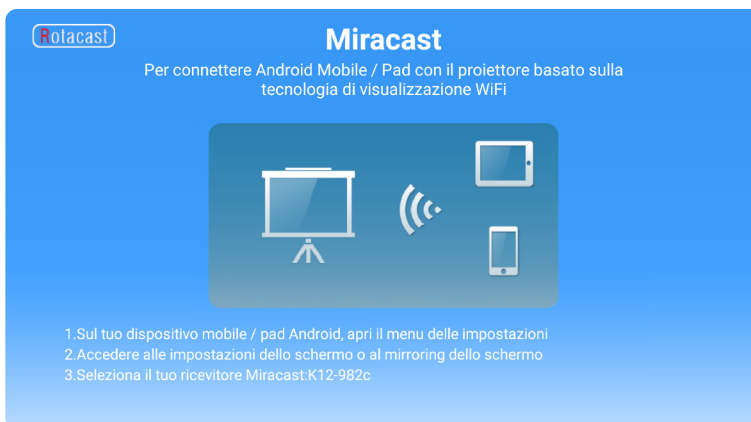 Rotacast
Miracast
Per connettere Android Mobile / Pad con il proiettore basato sulla
tecnologia di visualizzazione WiFi
1.Sul tuo dispositivo mobile / pad Android, apri il menu delle impostazioni
2.Accedere alle impostazioni dello schermo o al mirroring dello schermo
3.Seleziona il tuo ricevitore Miracast:K12-982c